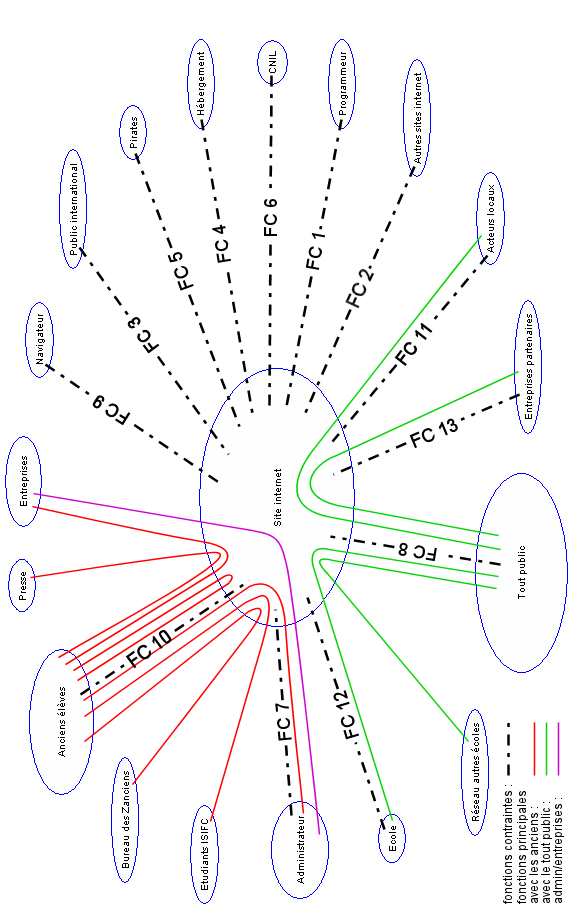 Navigateur
Public international
Pirates
Hébergement
CNIL
Programmeur
Autres sites internet
Acteurs locaux
Entreprises partenaires
Tout public
Réseau autres écoles
Ecole
Administrateur
Etudiants ISIFC
Bureau des Zanciens
Anciens élèves
Presse
Entreprises
Site internet
FC 9
FC 3
FC 5
FC 4
FC 6
FC 1
FC 2
FC 11
FC 13
FC 8
FC 12
FC 7
FC 10
fonctions contraintes :
fonctions principales
avec les anciens :
avec le tout public :
admin/entreprises :